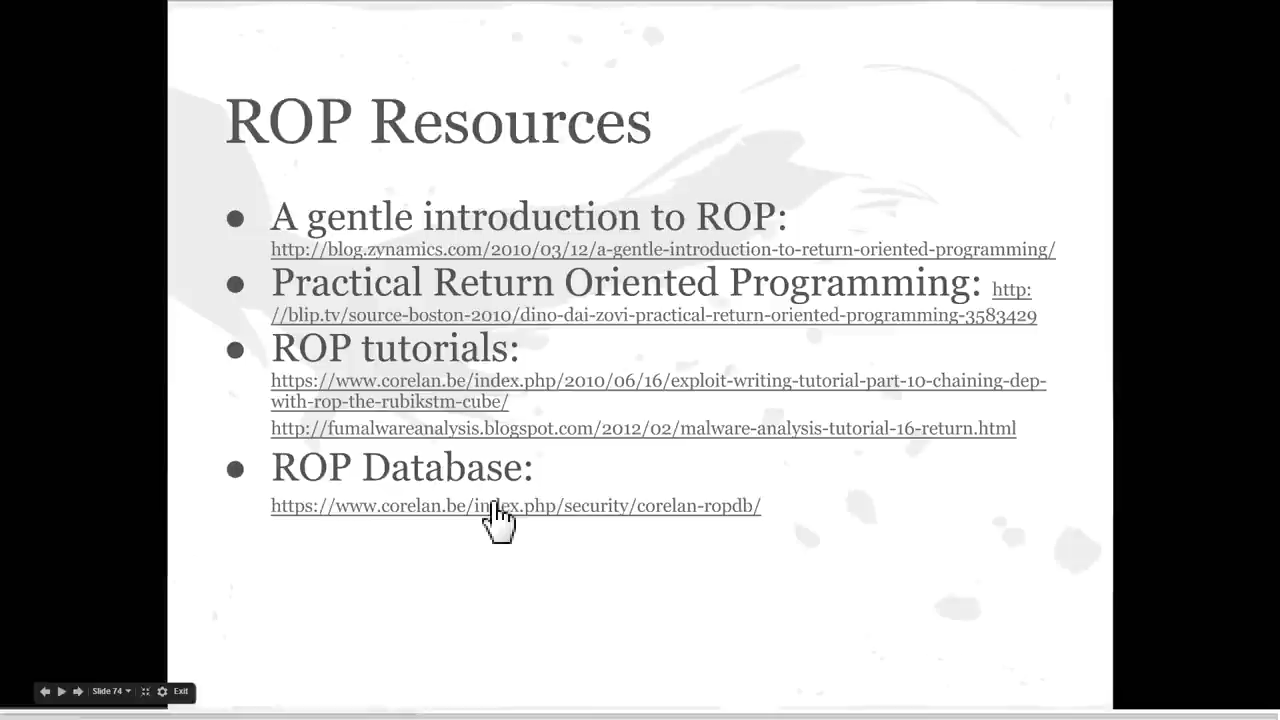 ROP Resources
● A gentle introduction to ROP:
http://blog.zynamics.com/2010/03/12/a-gentle-introduction-to-return-oriented-programming/
● Practical Return Oriented Programming: http:
//blip.tv/source-boston-2010/dino-dai-zovi-practical-return-oriented-programming-3583429
● ROP tutorials:
https://www.corelan.be/index.php/2010/06/16/exploit-writing-tutorial-part-10-chaining-dep-
with-rop-the-rubikstm-cube/
http://fumalwareanalysis.blogspot.com/2012/02/malware-analysis-tutorial-16-return.html
● ROP Database:
https://www.corelan.be/index.php/security/corelan-ropdb/
Slide 74 Exit